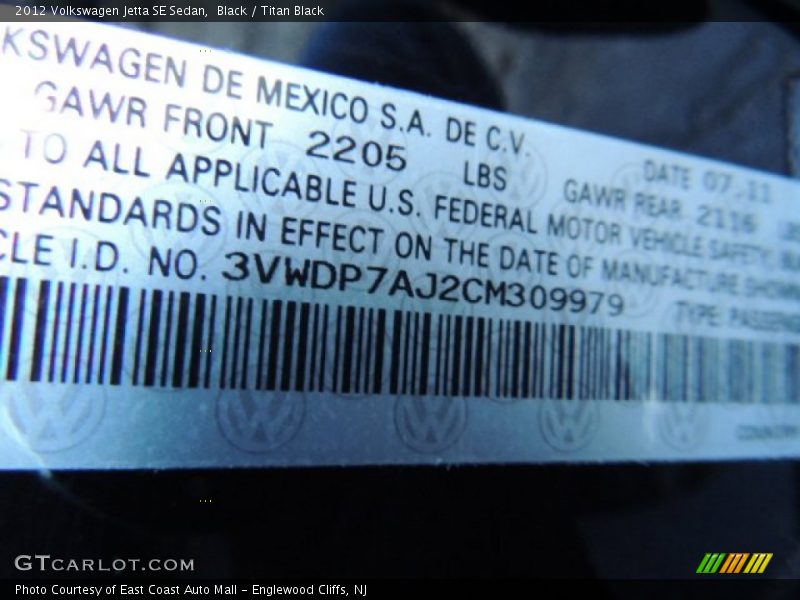 2012 Volkswagen Jetta SE Sedan,  Black / Titan Black
KSWAGEN DE MEXICO S.A. DE C.V.
DATE 07.11
GAWR FRONT 2205 LBS GAWR REAR 2116
TO ALL APPLICABLE U.S. FEDERAL MOTOR VEHICLE SAFETY
STANDARDS IN EFFECT ON THE DATE OF MANUFACTURE SHOWN
CLE I.D. NO. 3VWDP7AJ2CM309979 TYPE: PASSENG
GTcarlot.com
Photo Courtesy of East Coast Auto Mall – Englewood Cliffs, NJ